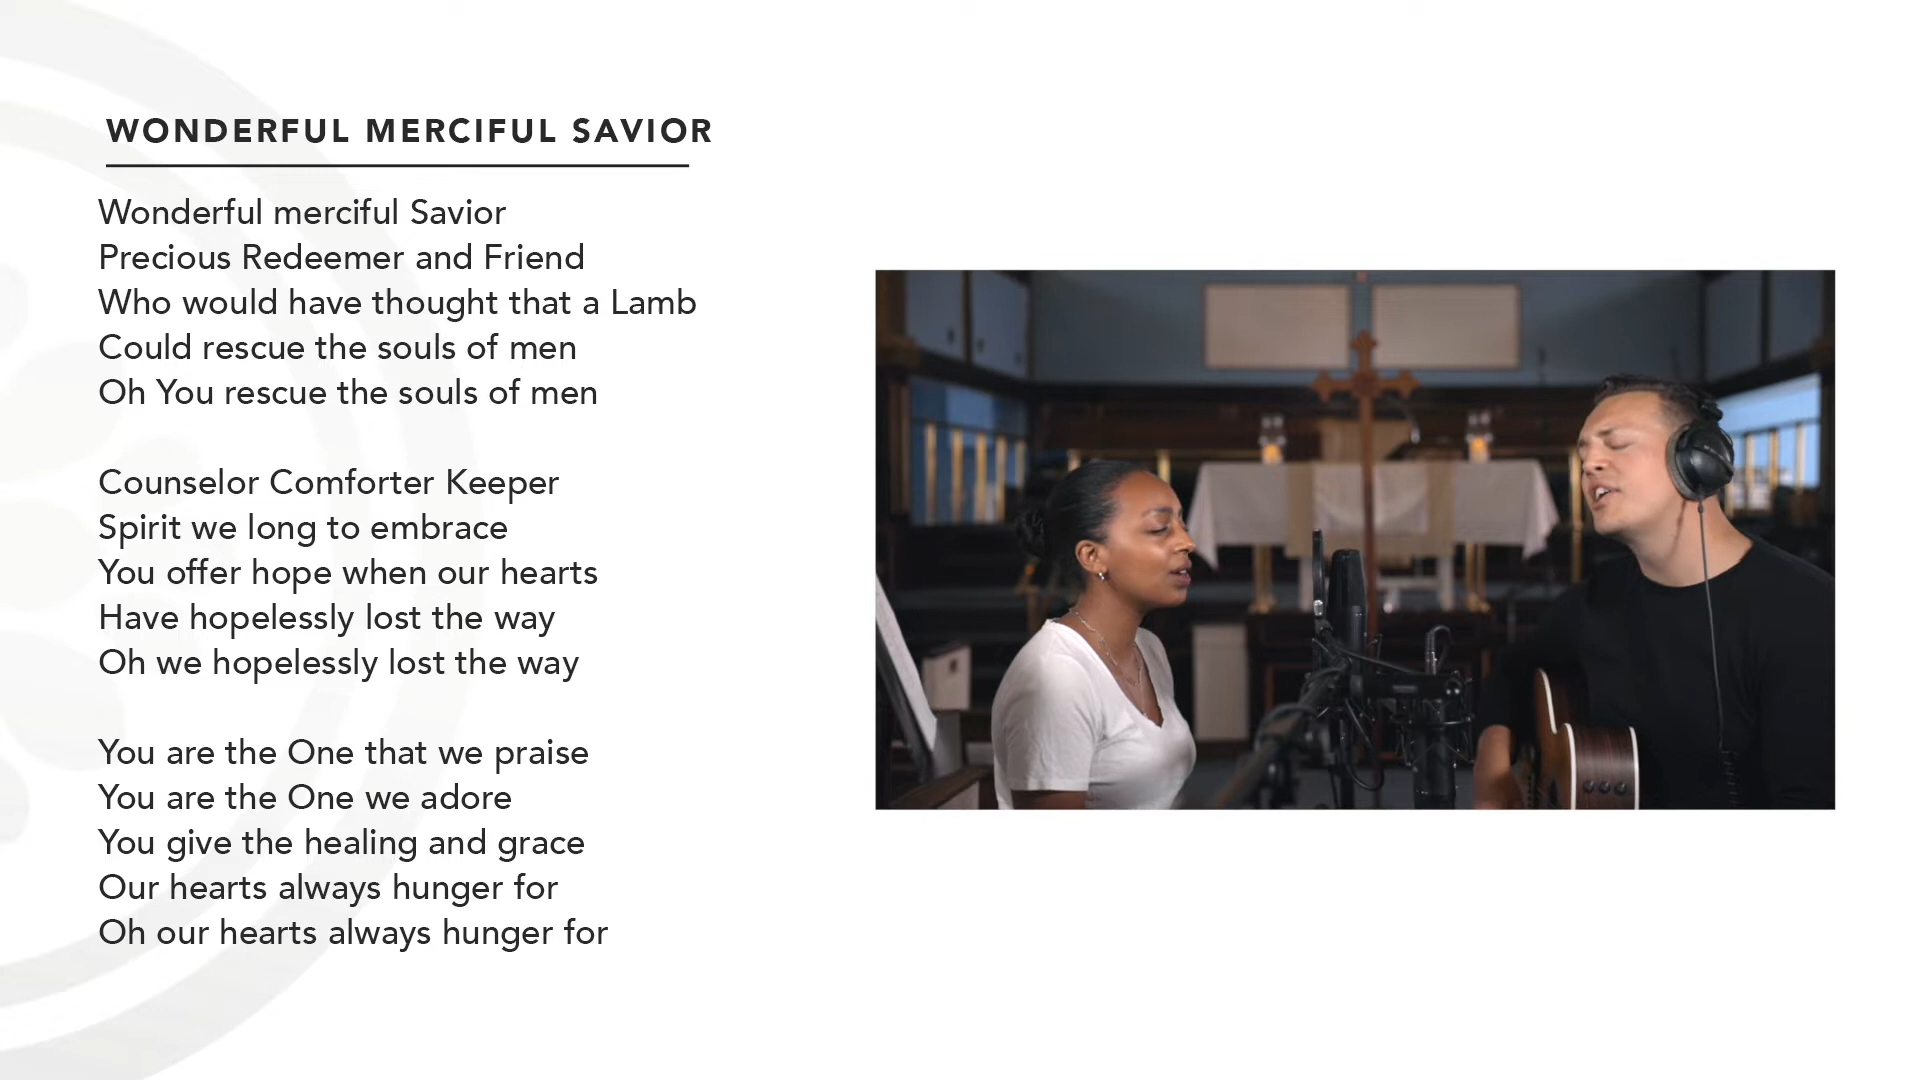 WONDERFUL MERCIFUL SAVIOR
Wonderful merciful Savior
Precious Redeemer and Friend
Who would have thought that a Lamb
Could rescue the souls of men
Oh You rescue the souls of men
Counselor Comforter Keeper
Spirit we long to embrace
You offer hope when our hearts
Have hopelessly lost the way
Oh we hopelessly lost the way
You are the One that we praise
You are the One we adore
You give the healing and grace
Our hearts always hunger for
Oh our hearts always hunger for